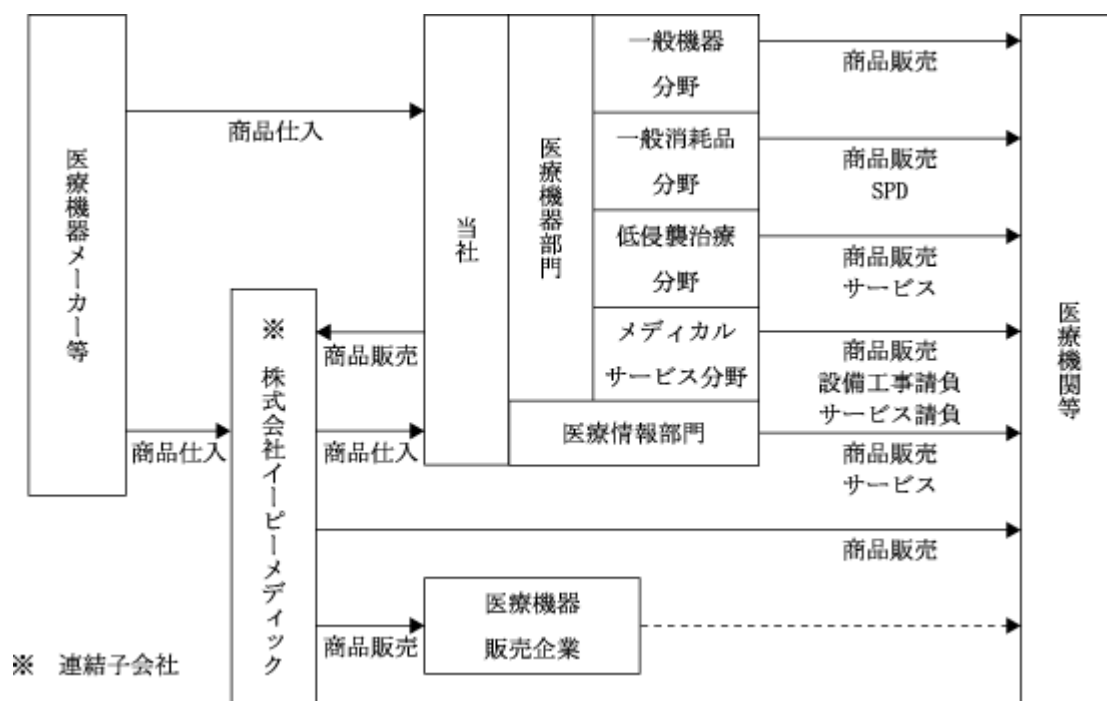 医療機器メーカー等
商品仕入
商品仕入
※ 株式会社イーピーメディック
商品販売
商品仕入
当社
医療機器部門
一般機器
分野
一般消耗品
分野
低侵襲治療
分野
メディカル
サービス分野
医療情報部門
商品販売
商品販売
SPD
商品販売
サービス
商品販売
設備工事請負
サービス請負
商品販売
サービス
商品販売
商品販売
医療機器
販売企業
医療機関等
※ 連結子会社